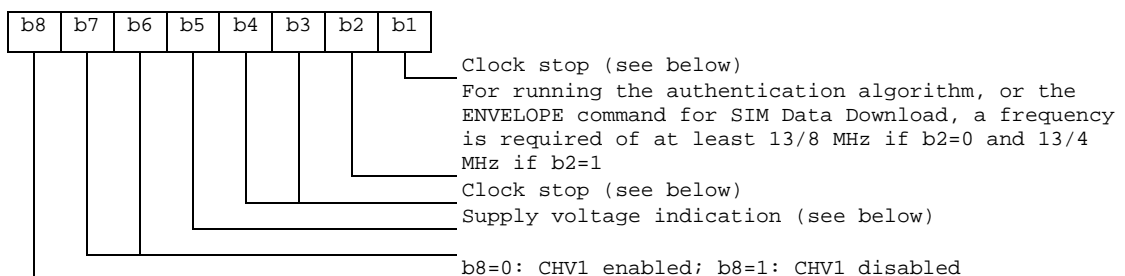 b8 b7 b6 b5 b4 b3 b2 b1
Clock stop (see below)
For running the authentication algorithm, or the
ENVELOPE command for SIM Data Download, a frequency
is required of at least 13/8 MHz if b2=0 and 13/4
MHz if b2=1
Clock stop (see below)
Supply voltage indication (see below)
b8=0: CHV1 enabled; b8=1: CHV1 disabled